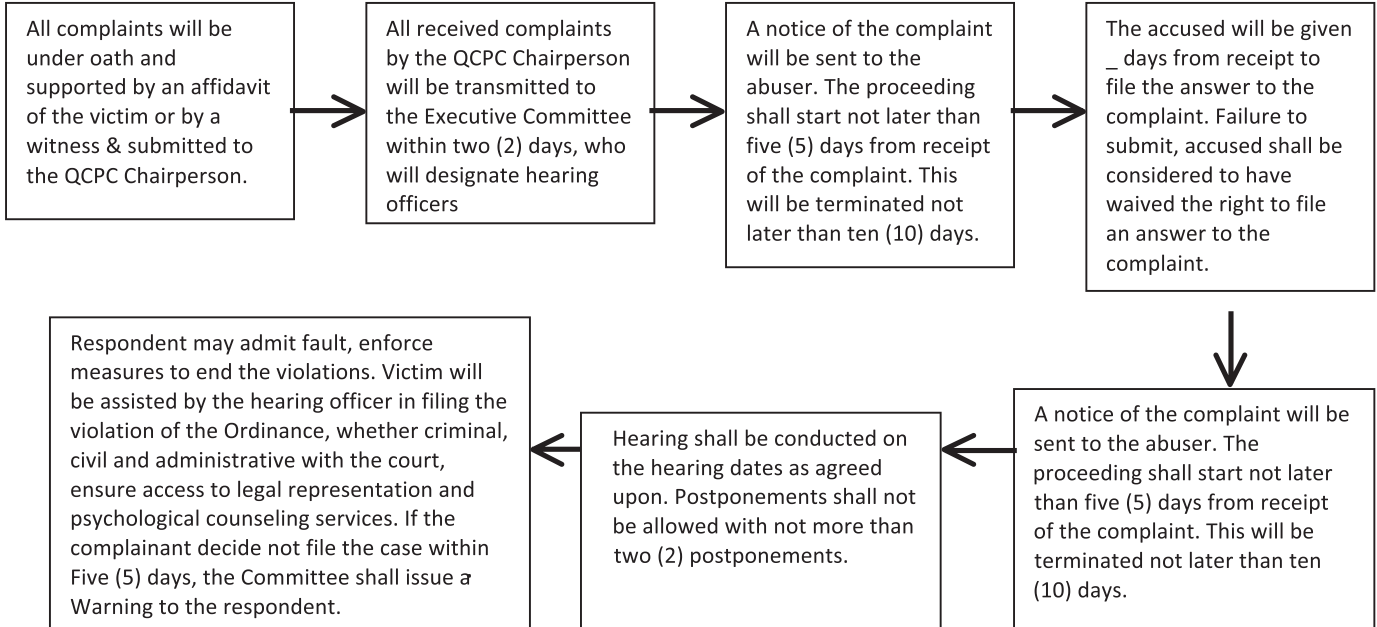 All complaints will be
under oath and
supported by an affidavit
of the victim or by a
witness & submitted to
the QCPC Chairperson.
All received complaints
by the QCPC Chairperson
will be transmitted to
the Executive Committee
within two (2) days, who
will designate hearing
officers
A notice of the complaint
will be sent to the
abuser. The proceeding
shall start not later than
five (5) days from receipt
of the complaint. This
will be terminated not
later than ten (10) days.
The accused will be given
_ days from receipt to
file the answer to the
complaint. Failure to
submit, accused shall be
considered to have
waived the right to file
an answer to the
complaint.
A notice of the complaint will be
sent to the abuser. The
proceeding shall start not later
than five (5) days from receipt
of the complaint. This will be
terminated not later than ten
(10) days.
Hearing shall be conducted on
the hearing dates as agreed
upon. Postponements shall not
be allowed with not more than
two (2) postponements.
Respondent may admit fault, enforce
measures to end the violations. Victim will
be assisted by the hearing officer in filing the
violation of the Ordinance, whether criminal,
civil and administrative with the court,
ensure access to legal representation and
psychological counseling services. If the
complainant decide not file the case within
Five (5) days, the Committee shall issue a
Warning to the respondent.